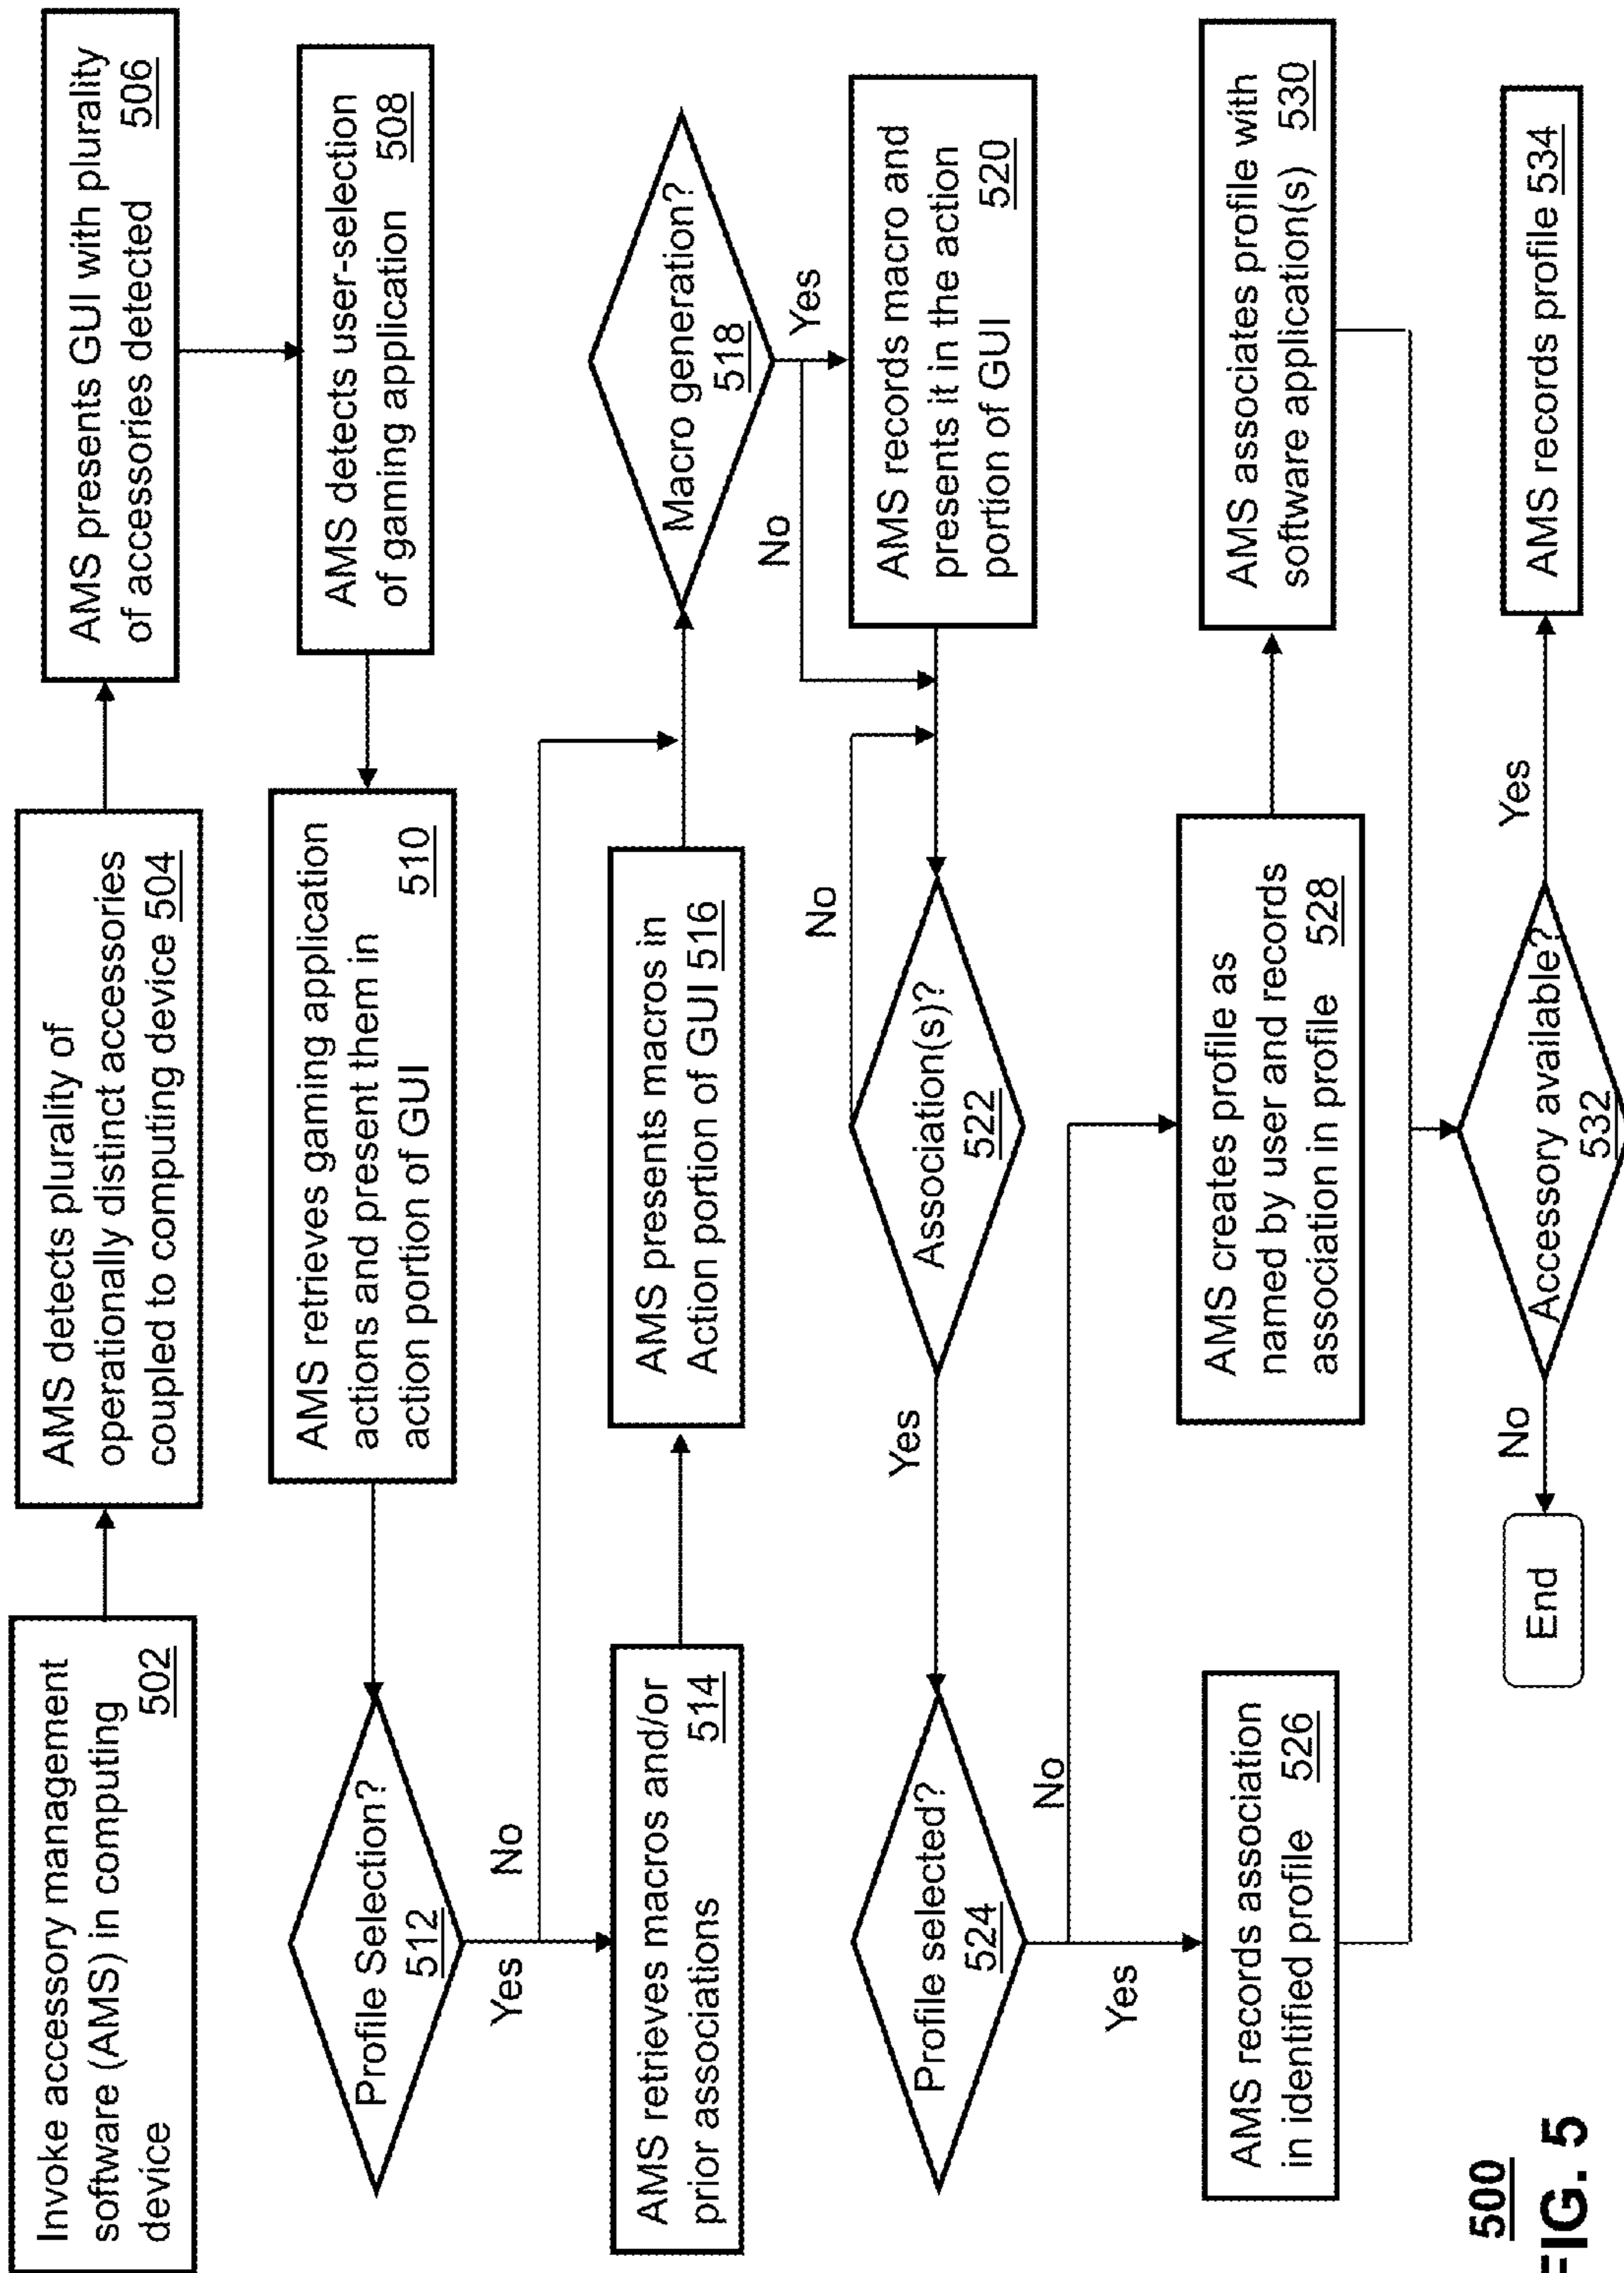 Invoke accessory management
software (AMS) in computing
device 502
AMS detects plurality of
operationally distinct accessories
coupled to computing device 504
AMS presents GUI with plurality
of accessories detected 506
AMS detects user-selection
of gaming application 508
AMS retrieves gaming application
actions and present them in
action portion of GUI 510
Profile Selection?
512
Yes
No
AMS retrieves macros and/or
prior associations 514
AMS presents macros in
Action portion of GUI 516
Macro generation?
518
Yes
No
AMS records macro and
presents it in the action
portion of GUI 520
Association(s)?
522
No
Yes
Profile selected?
524
No
Yes
AMS records association
in identified profile 526
AMS creates profile as
named by user and records
association in profile 528
AMS associates profile with
software application(s) 530
Accessory available?
532
No
Yes
End
AMS records profile 534
500
FIG. 5